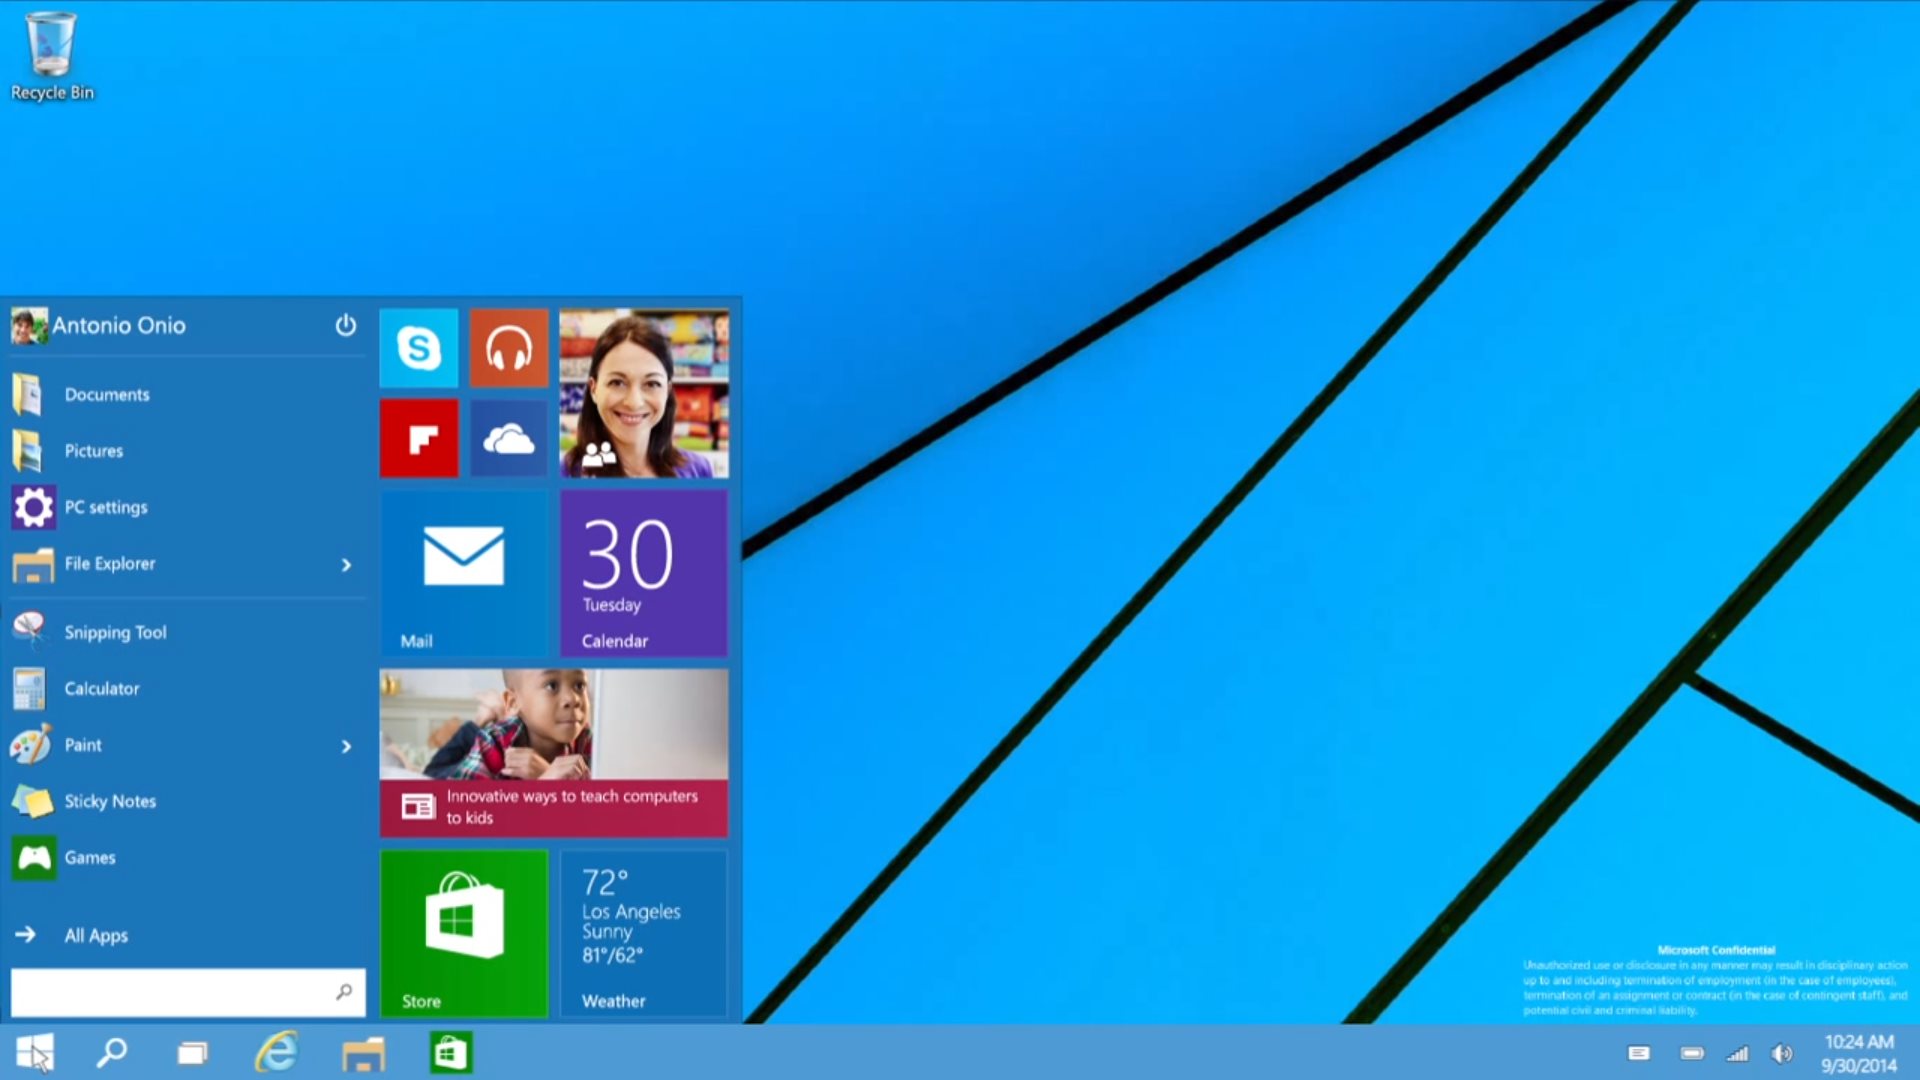 Recycle Bin
Antonio Onio
Documents
Pictures
PC settings
File Explorer
Snipping Tool
Calculator
Paint
Sticky Notes
Games
All Apps
Mail
30
Tuesday
Calendar
Innovative ways to teach computers
to kids
Store
72°
Los Angeles
Sunny
81°/62°
Weather
Microsoft Confidential
Unauthorized use or disclosure in any manner may result in disciplinary action
up to and including termination of employment (in the case of employees),
termination of an assignment or contract (in the case of contingent staff), and
potential civil and criminal liability.
10:24 AM
9/30/2014